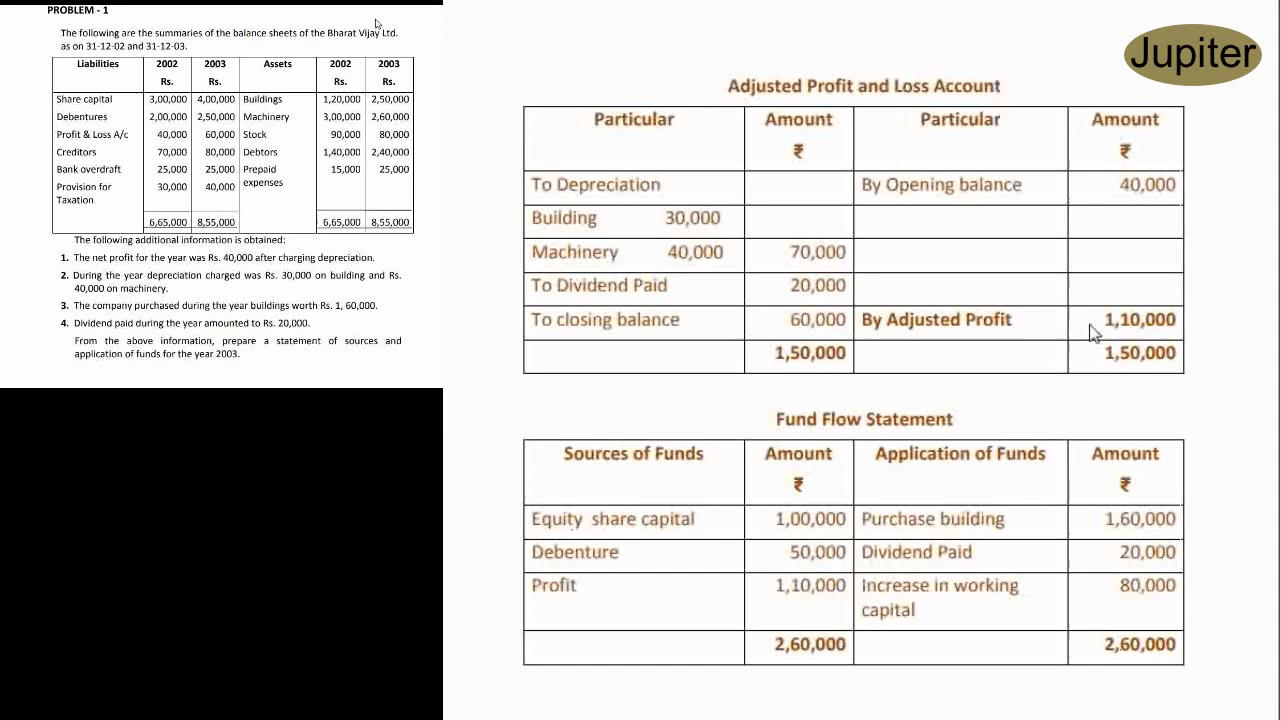 PROBLEM - 1
The following are the summaries of the balance sheets of the Bharat Vijay Ltd.
as on 31-12-02 and 31-12-03.
Liabilities 2002 2003 Assets 2002 2003
Rs. Rs. Rs. Rs.
Share capital 3,00,000 4,00,000 Buildings 1,20,000 2,50,000
Debentures 2,00,000 2,50,000 Machinery 3,00,000 2,60,000
Profit & Loss A/c 40,000 60,000 Stock 90,000 80,000
Creditors 70,000 80,000 Debtors 1,40,000 2,40,000
Bank overdraft 25,000 25,000 Prepaid 15,000 25,000
expenses
Provision for 30,000 40,000
Taxation
6,65,000 8,55,000 6,65,000 8,55,000
The following additional information is obtained:
1. The net profit for the year was Rs. 40,000 after charging depreciation.
2. During the year depreciation charged was Rs. 30,000 on building and Rs.
40,000 on machinery.
3. The company purchased during the year buildings worth Rs. 1, 60,000.
4. Dividend paid during the year amounted to Rs. 20,000.
From the above information, prepare a statement of sources and
application of funds for the year 2003.
Jupiter
Adjusted Profit and Loss Account
Particular Amount Particular Amount
₹ ₹
To Depreciation By Opening balance 40,000
Building 30,000
Machinery 40,000 70,000
To Dividend Paid 20,000
To closing balance 60,000 By Adjusted Profit 1,10,000
1,50,000 1,50,000
Fund Flow Statement
Sources of Funds Amount Application of Funds Amount
₹ ₹
Equity share capital 1,00,000 Purchase building 1,60,000
Debenture 50,000 Dividend Paid 20,000
Profit 1,10,000 Increase in working 80,000
capital
2,60,000 2,60,000